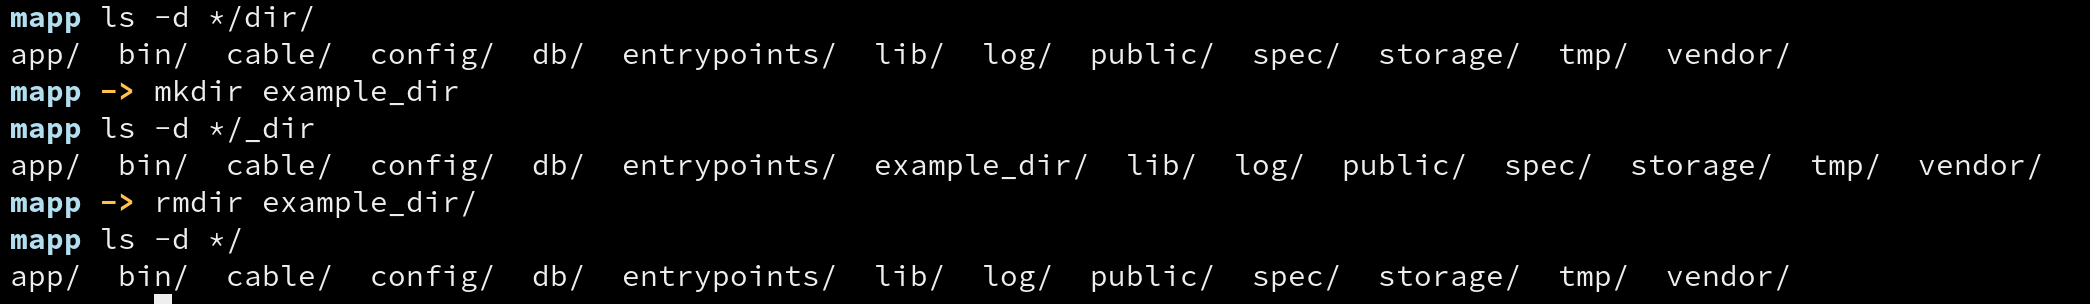 mapp ls -d */dir/
app/  bin/  cable/  config/  db/  entrypoints/  lib/  log/  public/  spec/  storage/  tmp/  vendor/
mapp -> mkdir example_dir
mapp ls -d */_dir
app/  bin/  cable/  config/  db/  entrypoints/  example_dir/  lib/  log/  public/  spec/  storage/  tmp/  vendor/
mapp -> rmdir example_dir/
mapp ls -d */
app/  bin/  cable/  config/  db/  entrypoints/  lib/  log/  public/  spec/  storage/  tmp/  vendor/